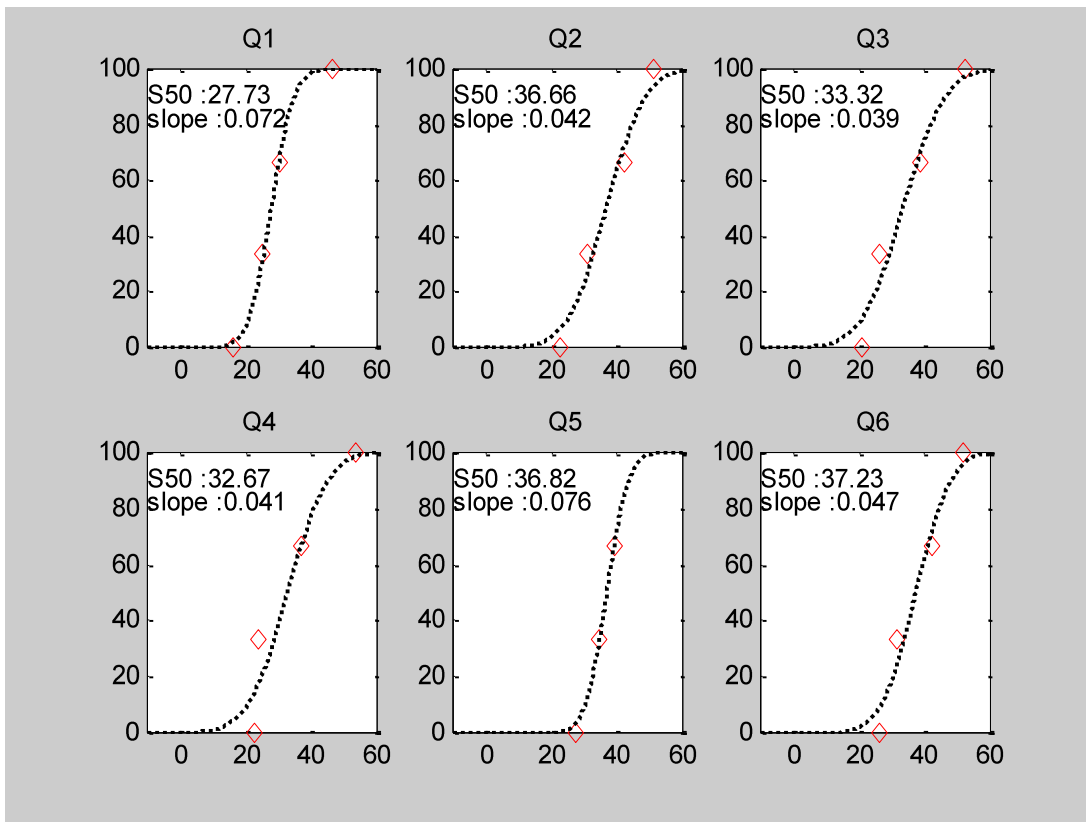 Q1
Q2
Q3
100
80
60
40
20
0
S50 :27.73
slope :0.072
0 20 40 60
100
80
60
40
20
0
S50 :36.66
slope :0.042
0 20 40 60
100
80
60
40
20
0
S50 :33.32
slope :0.039
0 20 40 60
Q4
Q5
Q6
100
80
60
40
20
0
S50 :32.67
slope :0.041
0 20 40 60
100
80
60
40
20
0
S50 :36.82
slope :0.076
0 20 40 60
100
80
60
40
20
0
S50 :37.23
slope :0.047
0 20 40 60